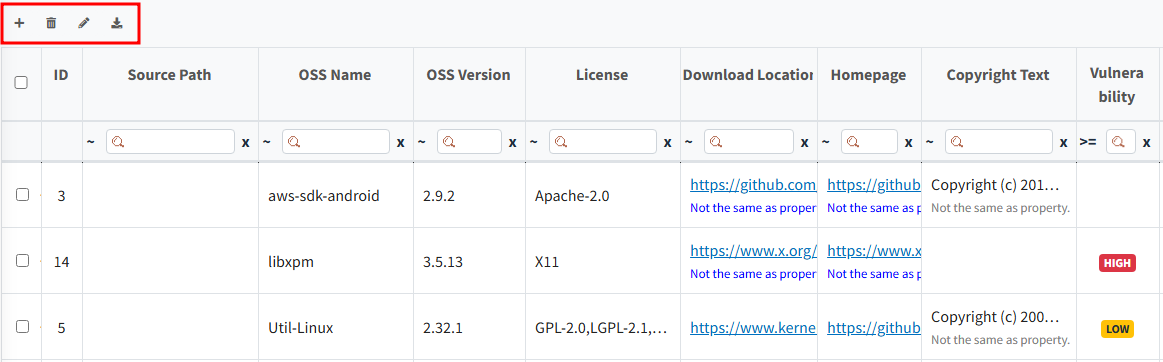 ID Source Path OSS Name OSS Version License Download Location Homepage Copyright Text Vulnera
bility
~ x ~ x ~ x ~ x ~ x ~ x ~ x >= x
3 aws-sdk-android 2.9.2 Apache-2.0 https://github.com https://github Copyright (c) 201…
Not the same as proper Not the same as p Not the same as property.
14 libxpm 3.5.13 X11 https://www.x.org/ https://www.x HIGH
Not the same as proper Not the same as p
5 Util-Linux 2.32.1 GPL-2.0,LGPL-2.1,… https://www.kerne https://github Copyright (c) 200… LOW
Not the same as property.